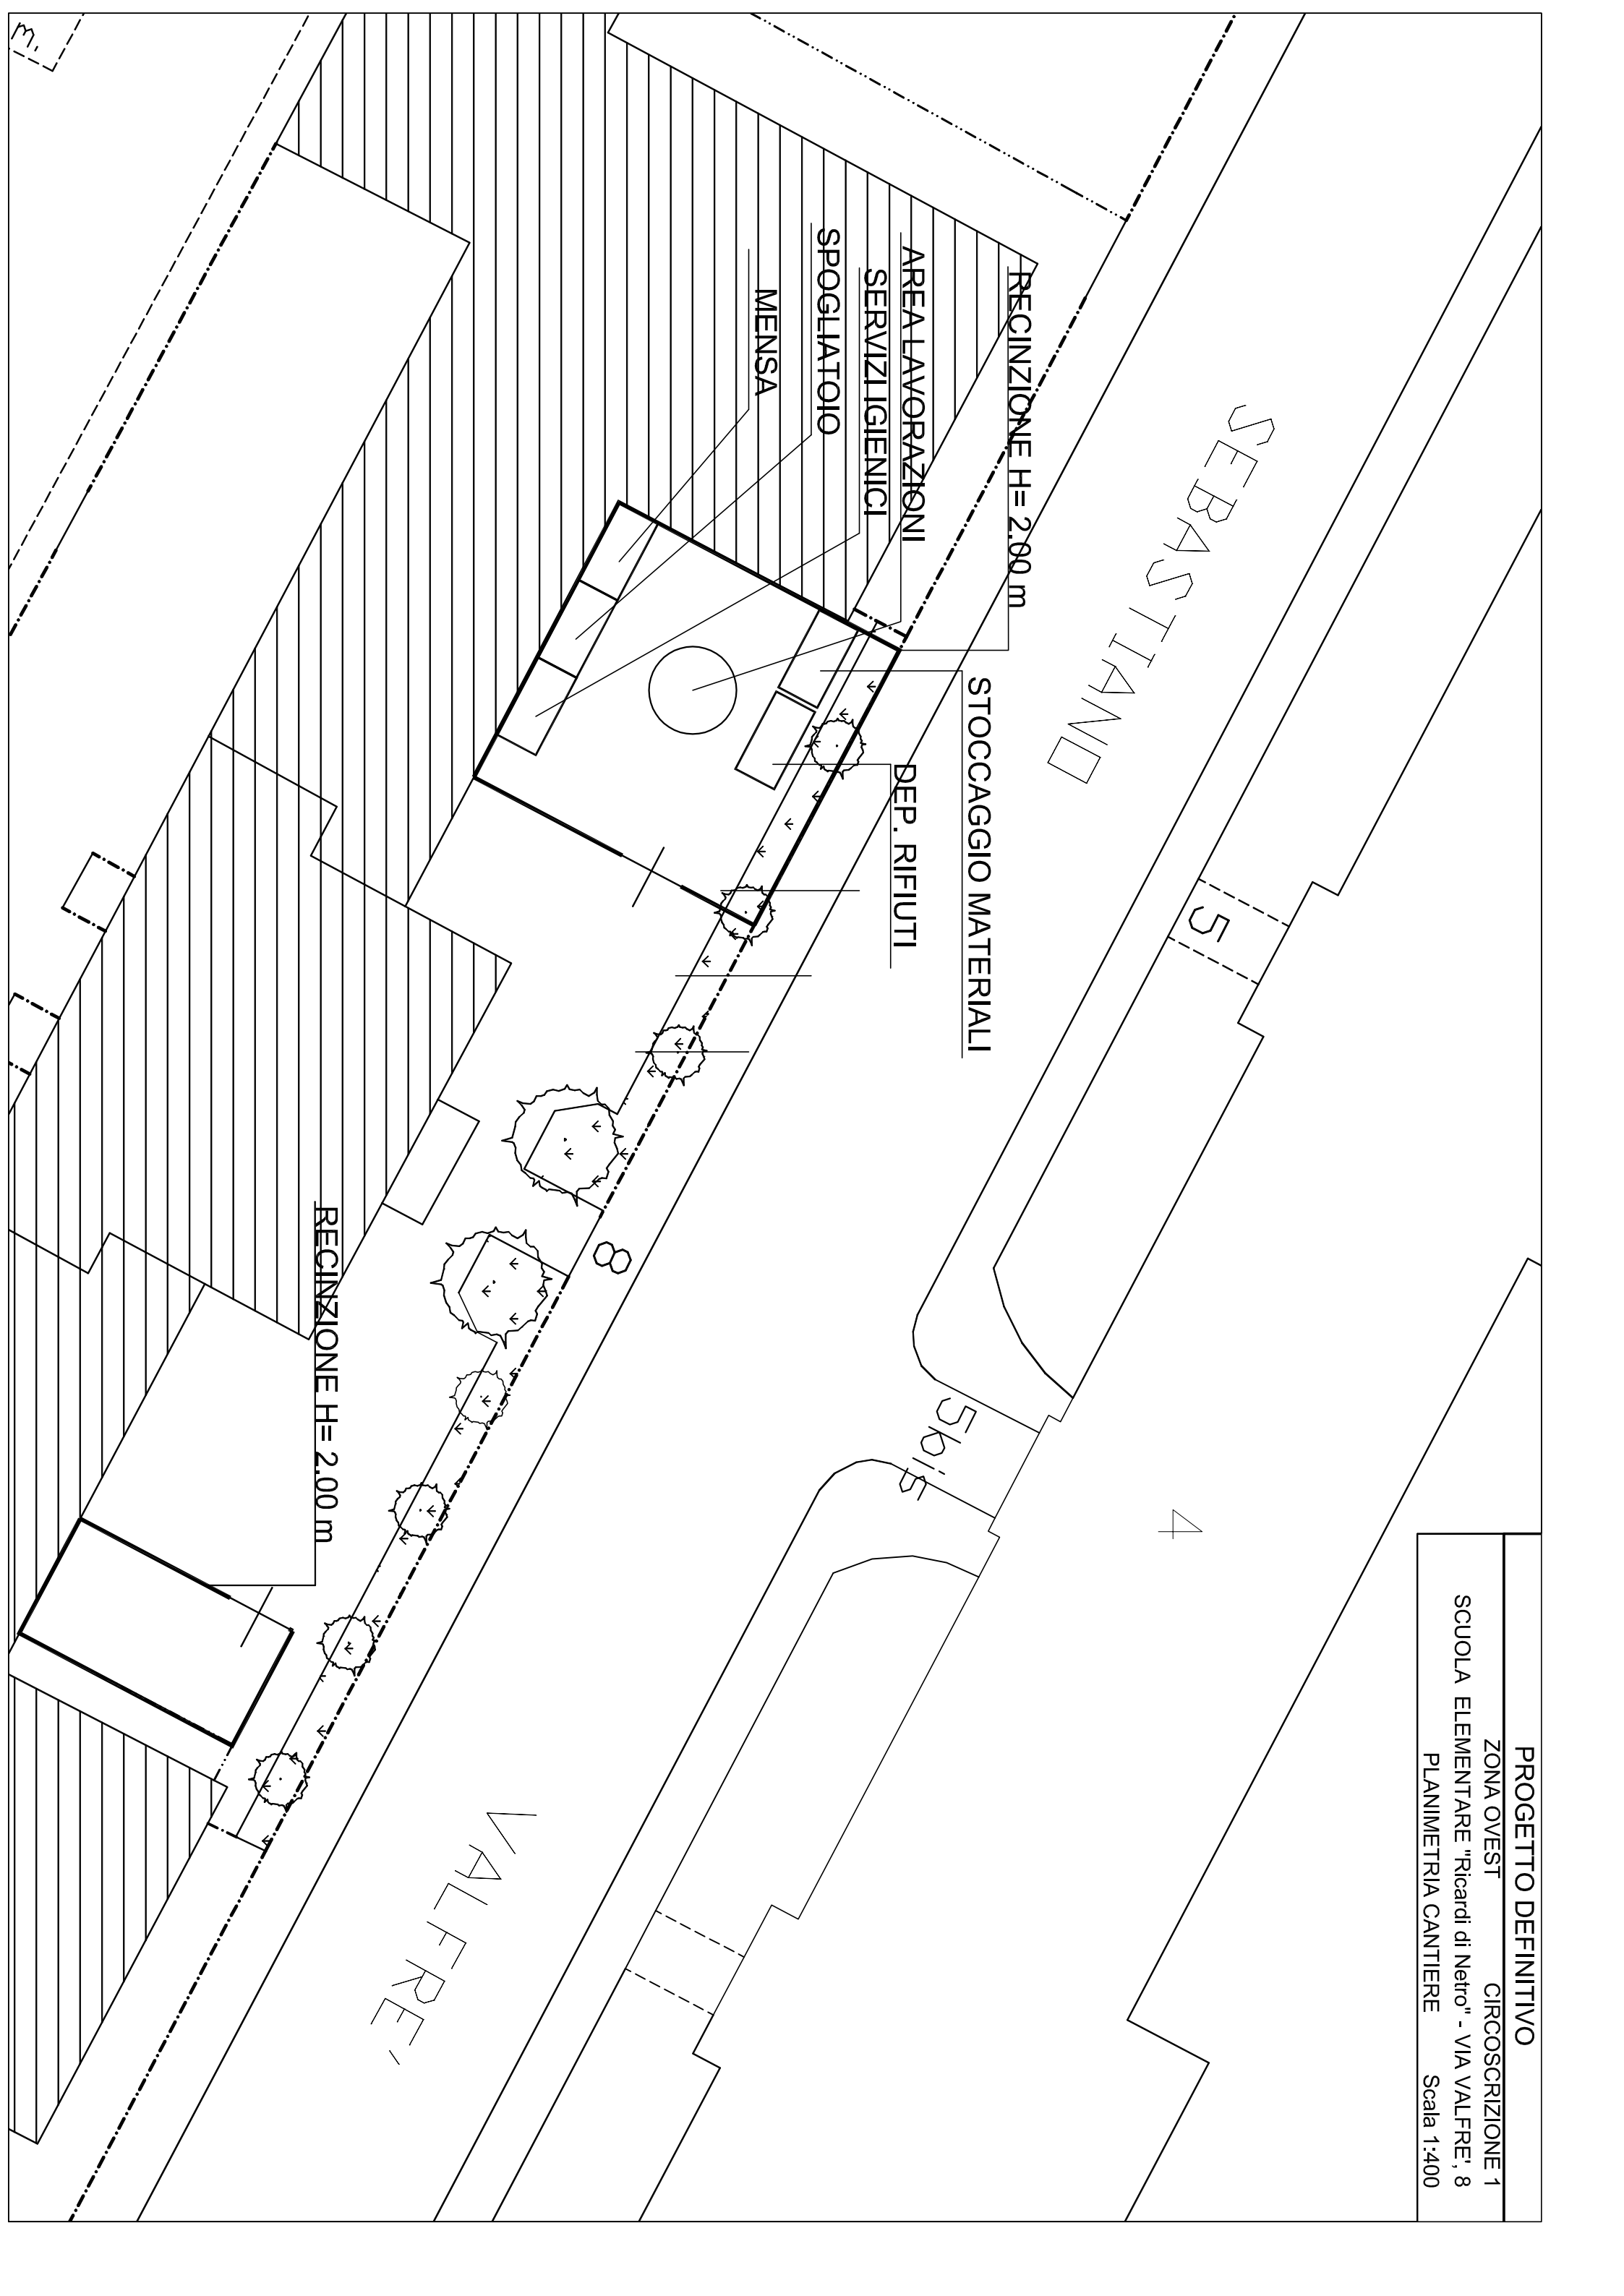 PROGETTO DEFINITIVO
ZONA OVEST CIRCOSCRIZIONE 1
SCUOLA ELEMENTARE "Ricardi di Netro" - VIA VALFRE', 8
PLANIMETRIA CANTIERE Scala 1:400
SEBASTIANO
VALFRE'
RECINZIONE H= 2.00 m
AREA LAVORAZIONI
SERVIZI IGIENICI
SPOGLIATOIO
MENSA
STOCCAGGIO MATERIALI
DEP. RIFIUTI
5
5bis
4
8
RECINZIONE H= 2.00 m